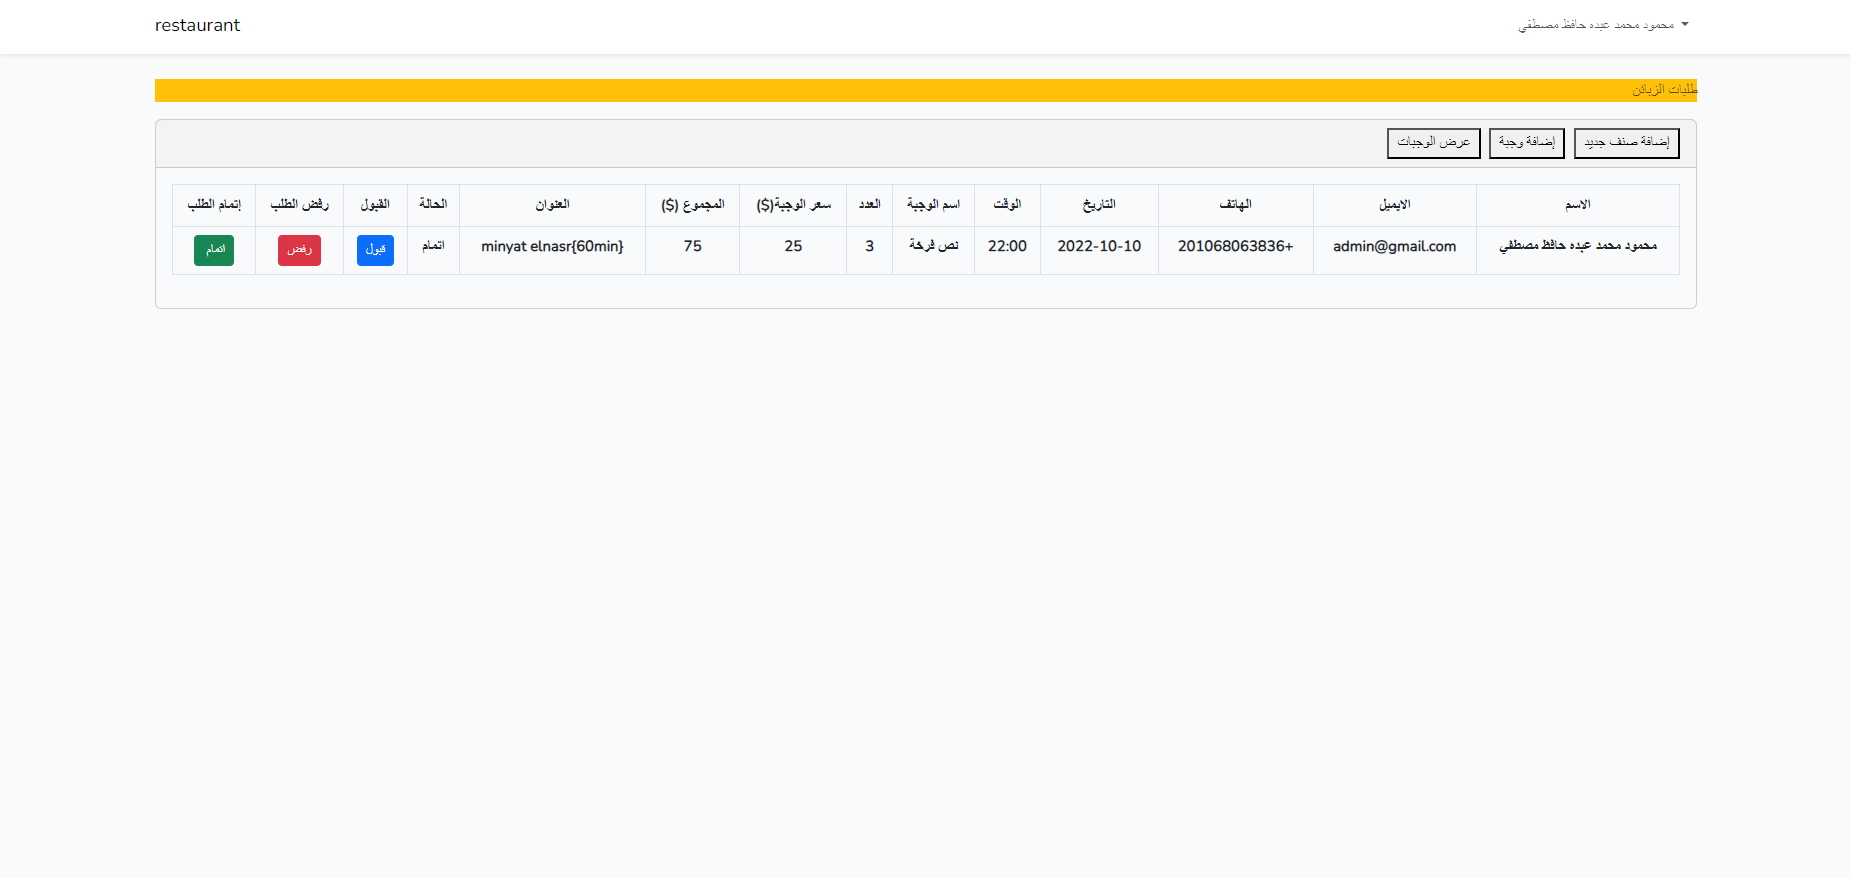 restaurant
محمود محمد عبده حافظ مصطفي
طلبات الزبائن
إضافة صنف جديد إضافة وجبة عرض الوجبات
الاسم الايميل الهاتف التاريخ الوقت اسم الوجبة العدد سعر الوجبة($) المجموع ($) العنوان الحالة القبول رفض الطلب إتمام الطلب
محمود محمد عبده حافظ مصطفي admin@gmail.com 201068063836+ 2022-10-10 22:00 نص فرخة 3 25 75 minyat elnasr{60min} اتمام قبول رفض اتمام